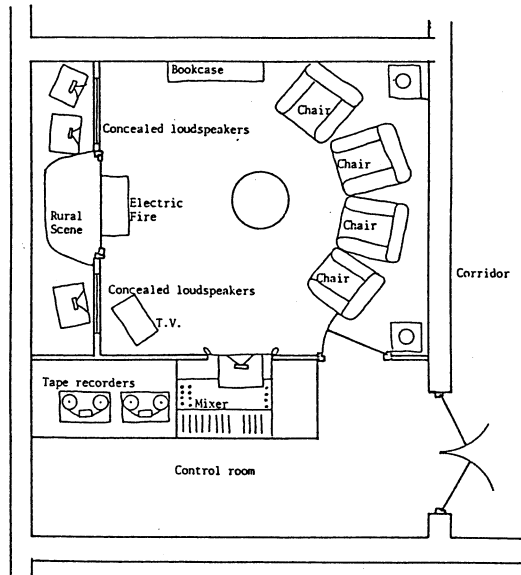 Bookcase
Chair
Concealed loudspeakers
Chair
Rural
Scene
Electric
Fire
Chair
Corridor
Chair
Concealed loudspeakers
T.V.
Tape recorders
Mixer
Control room